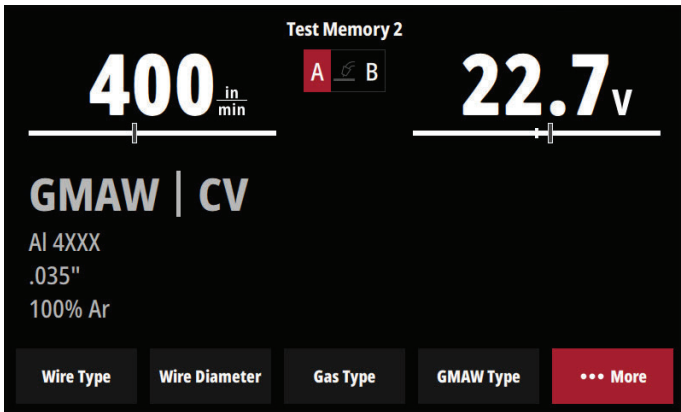 Test Memory 2
400 in/min
A B
22.7 V
GMAW | CV
Al 4XXX
.035"
100% Ar
Wire Type
Wire Diameter
Gas Type
GMAW Type
••• More